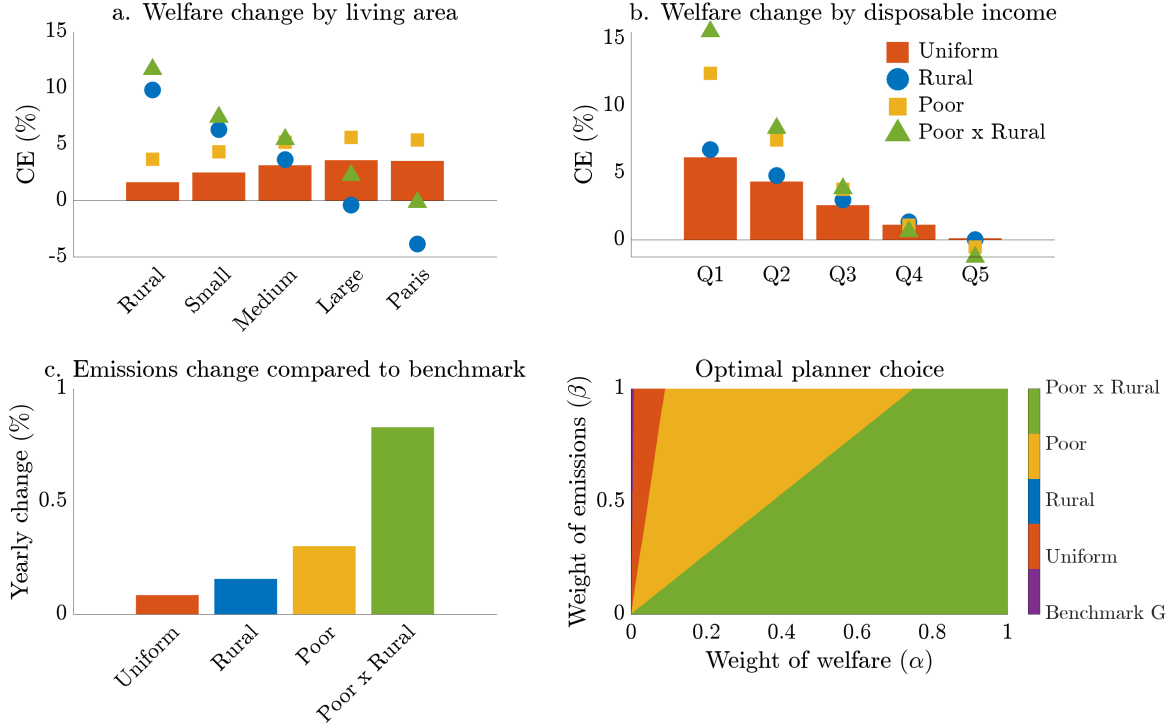 a. Welfare change by living area
CE (%)
15
10
5
0
-5
Rural
Small
Medium
Large
Paris
b. Welfare change by disposable income
CE (%)
15
10
5
0
Q1
Q2
Q3
Q4
Q5
Uniform
Rural
Poor
Poor x Rural
c. Emissions change compared to benchmark
Yearly change (%)
1
0.5
0
Uniform
Rural
Poor
Poor x Rural
Optimal planner choice
Weight of emissions (β)
1
0.5
0
0
0.2
0.4
0.6
0.8
1
Weight of welfare (α)
Poor x Rural
Poor
Rural
Uniform
Benchmark G